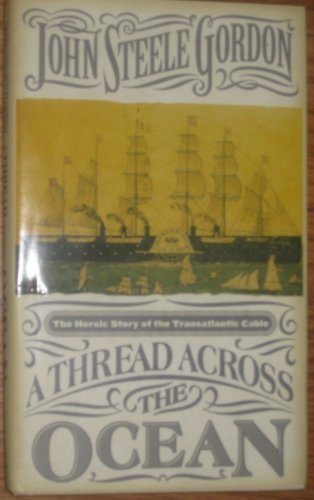 JOHN STEELE GORDON
The Heroic Story of the Transatlantic Cable
A THREAD ACROSS
THE
OCEAN